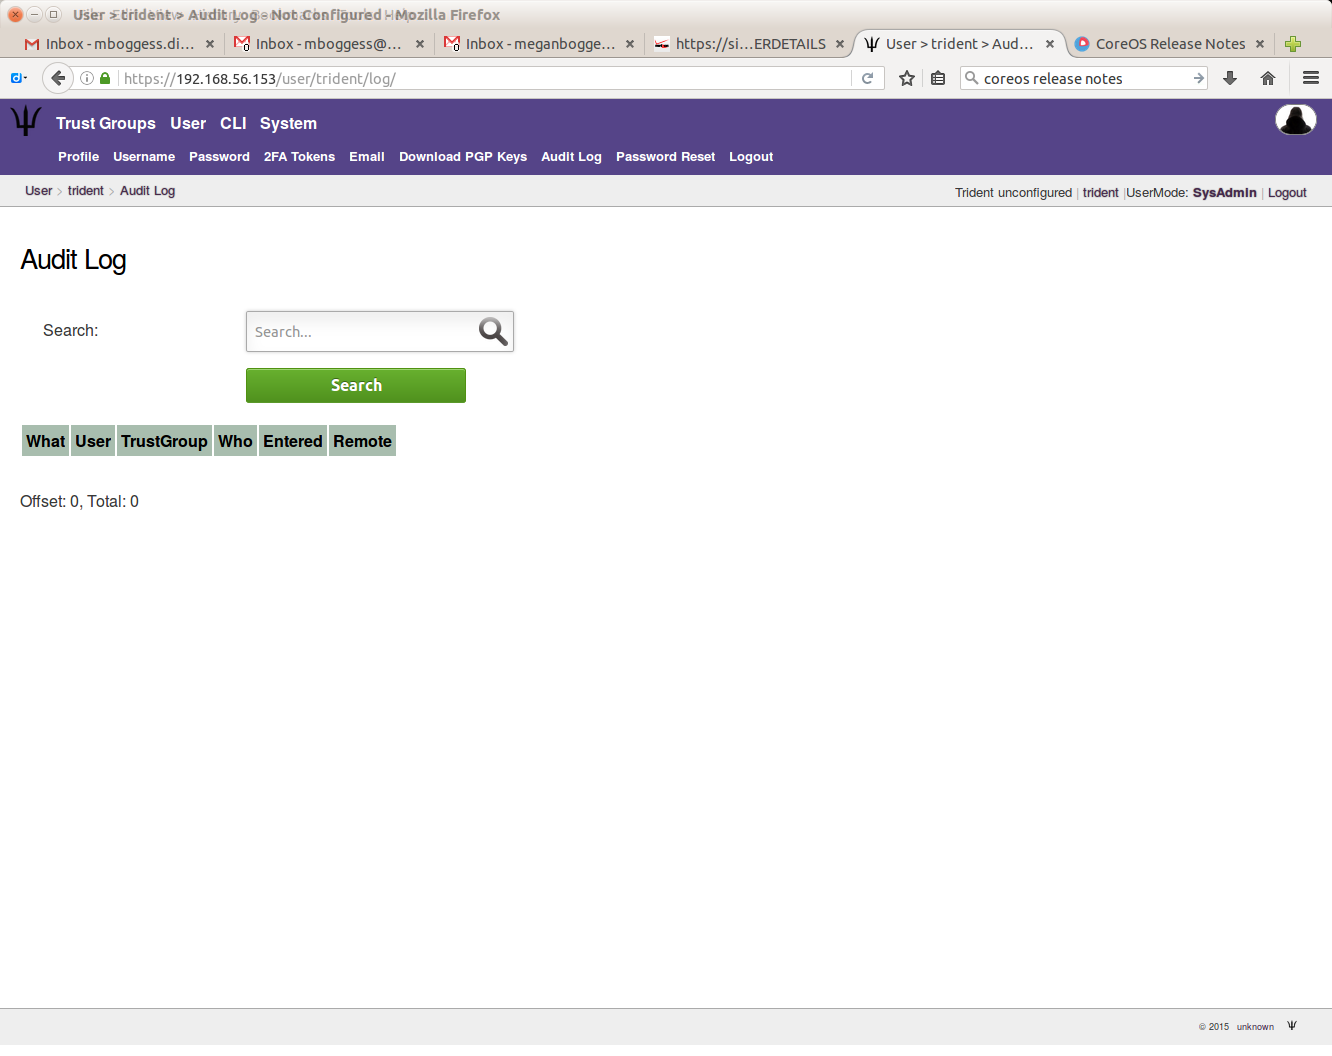 User > trident > Audit Log - Not Configured - Mozilla Firefox
Inbox - mboggess.di... Inbox - mboggess@... Inbox - meganbogge... https://si...ERDETAILS User > trident > Aud... CoreOS Release Notes
https://192.168.56.153/user/trident/log/ coreos release notes
Trust Groups User CLI System
Profile Username Password 2FA Tokens Email Download PGP Keys Audit Log Password Reset Logout
User > trident > Audit Log Trident unconfigured | trident |UserMode: SysAdmin | Logout
Audit Log
Search: Search...
Search
What User TrustGroup Who Entered Remote
Offset: 0, Total: 0
© 2015 unknown